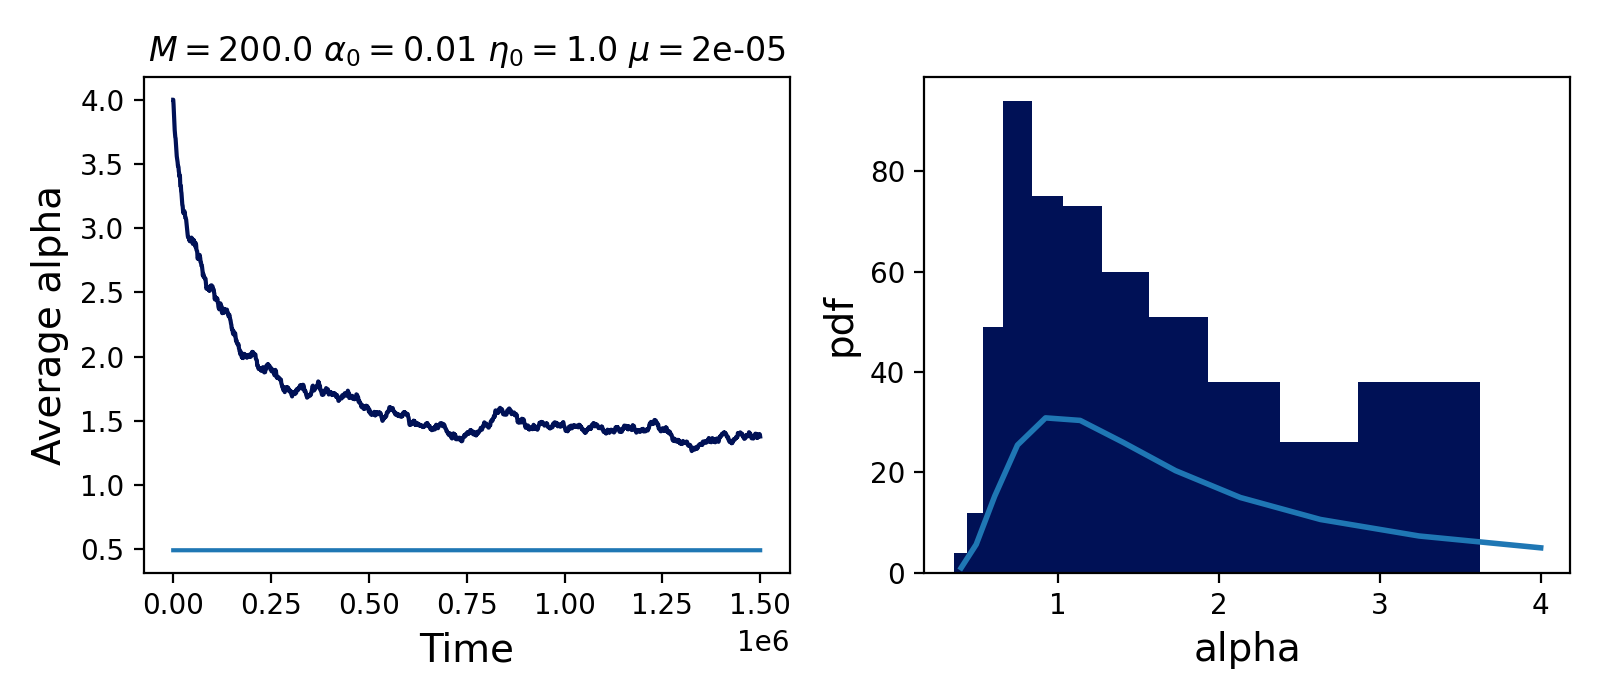 M = 200.0 α₀ = 0.01 η₀ = 1.0 μ = 2e-05
Average alpha
4.0
3.5
3.0
2.5
2.0
1.5
1.0
0.5
0.00 0.25 0.50 0.75 1.00 1.25 1.50
1e6
Time
pdf
80
60
40
20
0
1 2 3 4
alpha